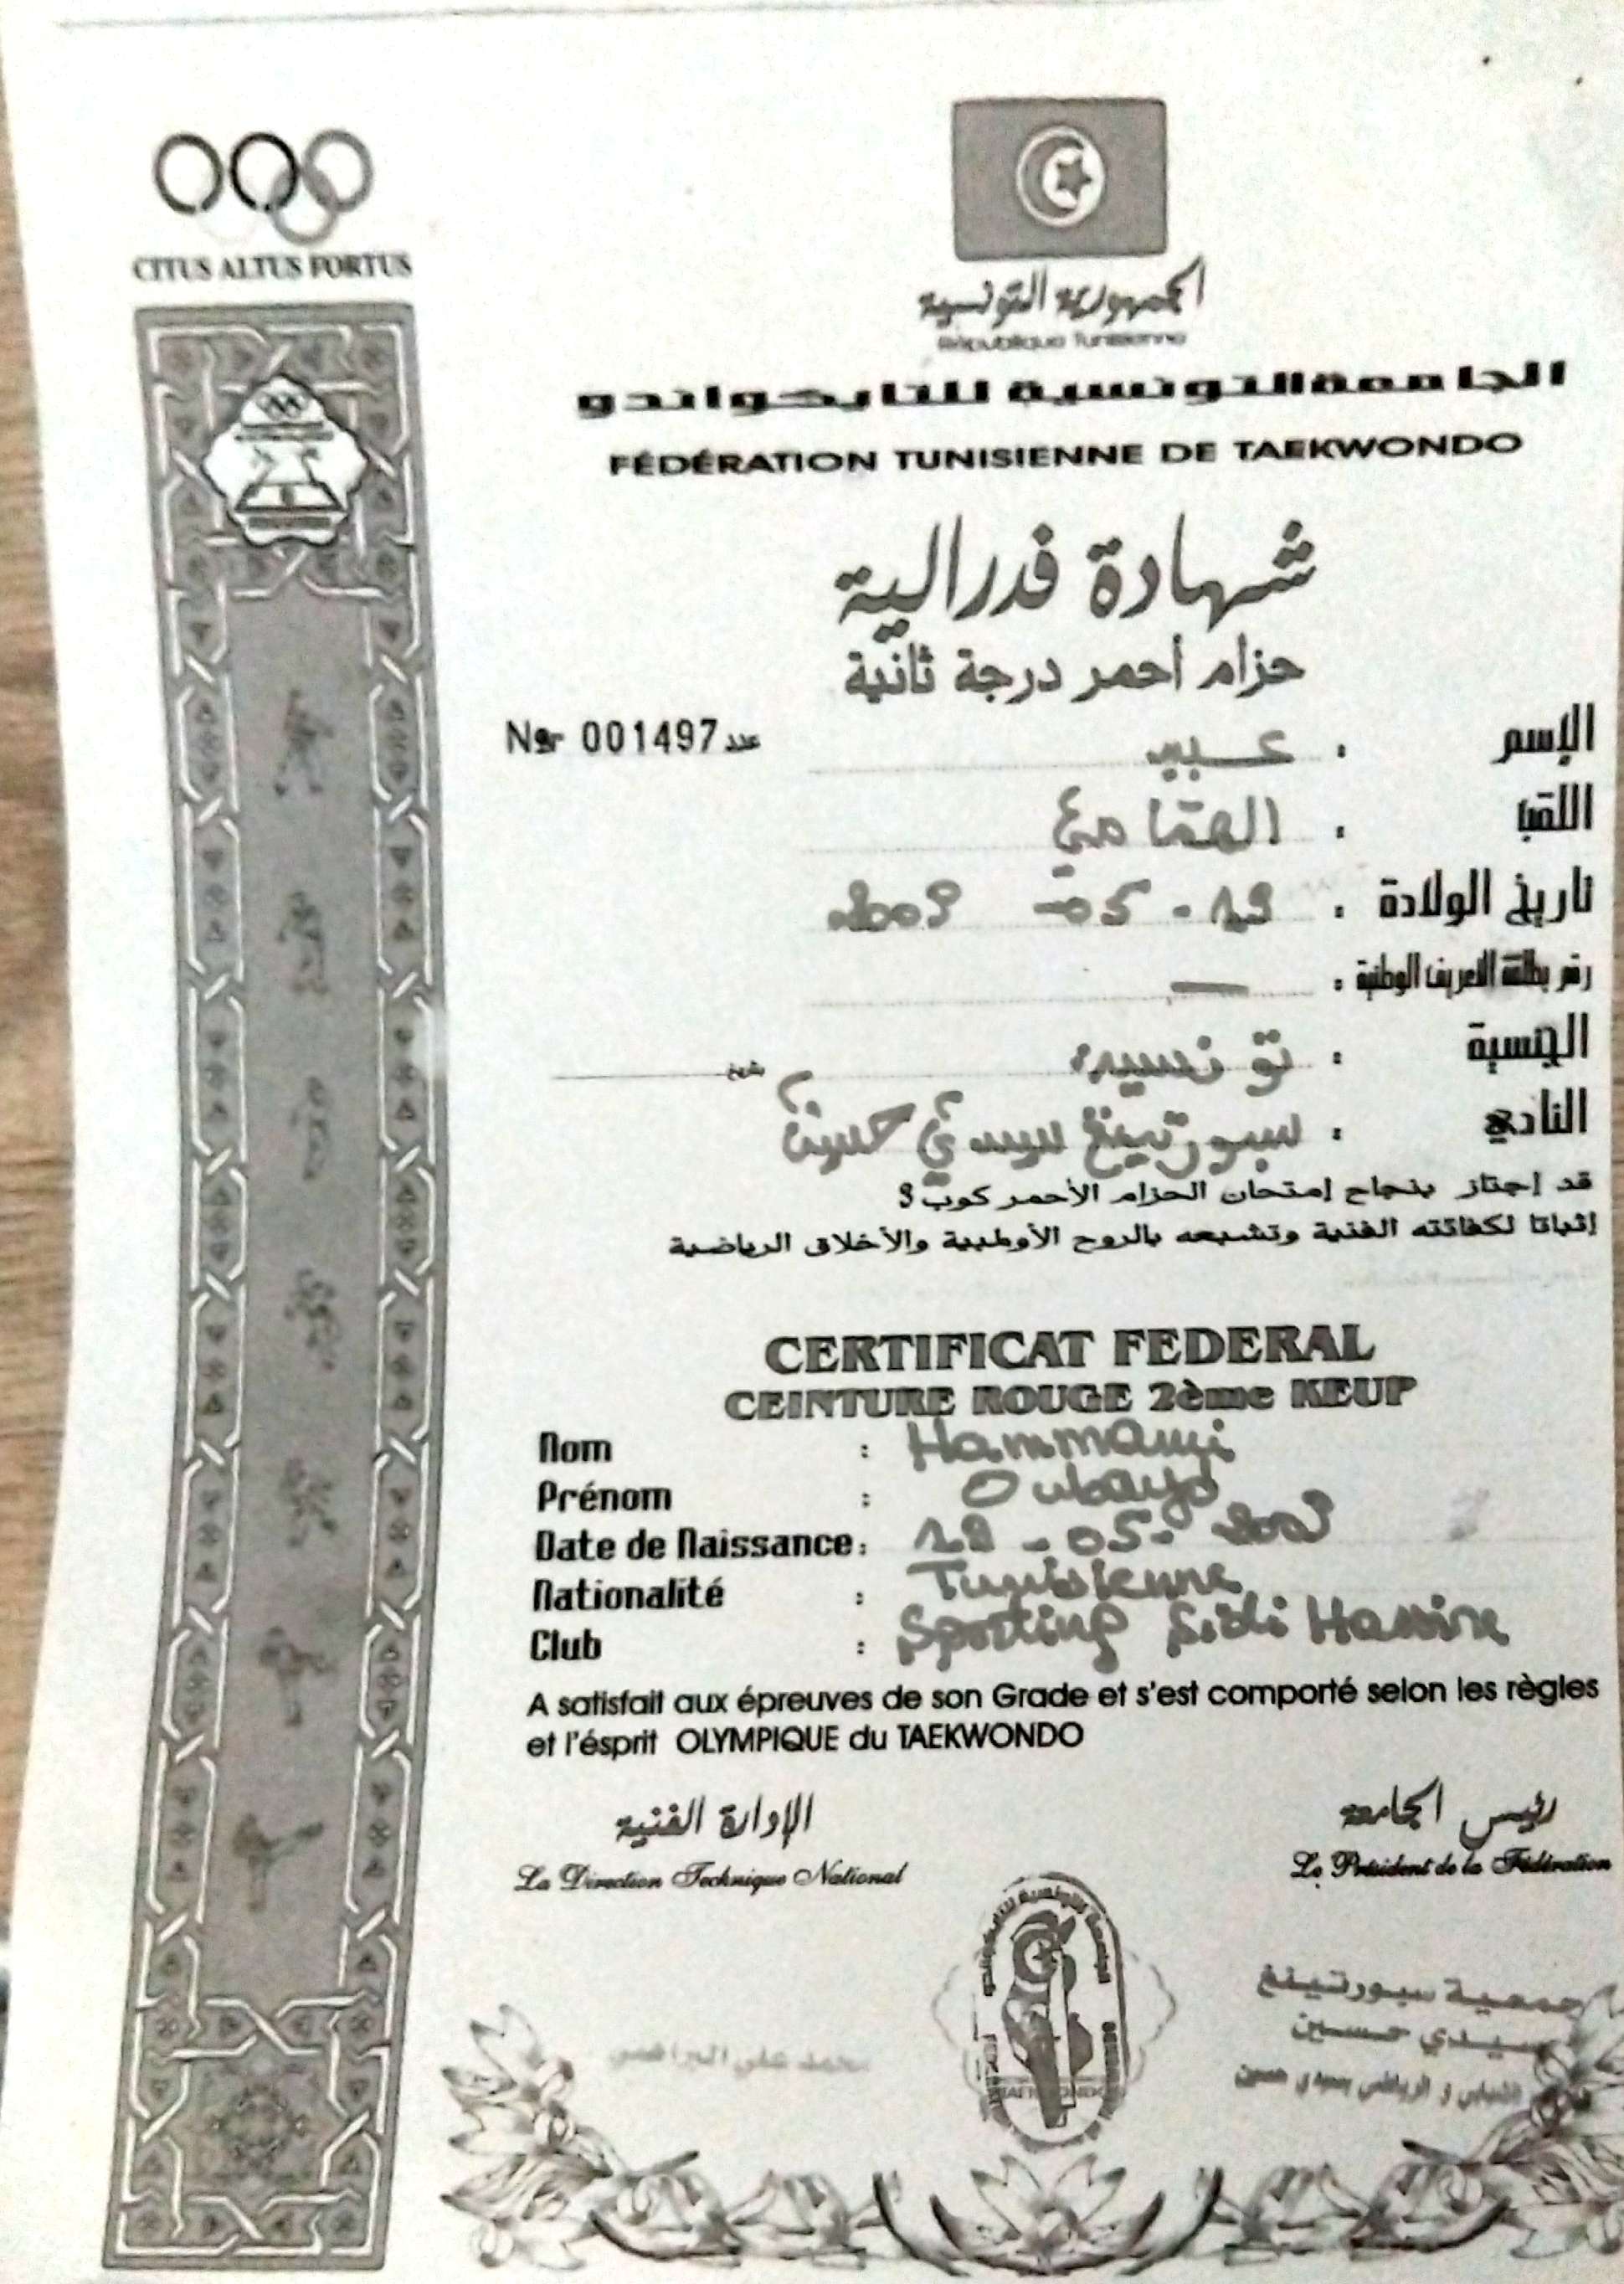 CITUS ALTUS FORTUS
الجمهورية التونسية
République Tunisienne
الجامعة التونسية للتايكواندو
FÉDÉRATION TUNISIENNE DE TAEKWONDO
شهادة فدرالية
حزام أحمر درجة ثانية
001497 عدد
الإسم :
اللقب : الهمامي
تاريخ الولادة : -05-
رقم بطاقة التعريف الوطنية : —
الجنسية : تونسية
بتاريخ
النادي : سبورتينغ سيدي حسين
قد إجتاز بنجاح إمتحان الحزام الأحمر كوب
إثباتا لكفائته الفنية وتشبعه بالروح الأولمبية والأخلاق الرياضية
CERTIFICAT FEDERAL
CEINTURE ROUGE 2ème KEUP
Nom : Hammami
Prénom : Oubayd
Date de Naissance : -05-
Nationalité : Tunisienne
Club : Sporting Sidi Hassine
A satisfait aux épreuves de son Grade et s'est comporté selon les règles
et l'ésprit OLYMPIQUE du TAEKWONDO
الإدارة الفنية
La Direction Technique National
رئيس الجامعة
Le Président de la Fédération
جمعية سبورتينغ
سيدي حسين